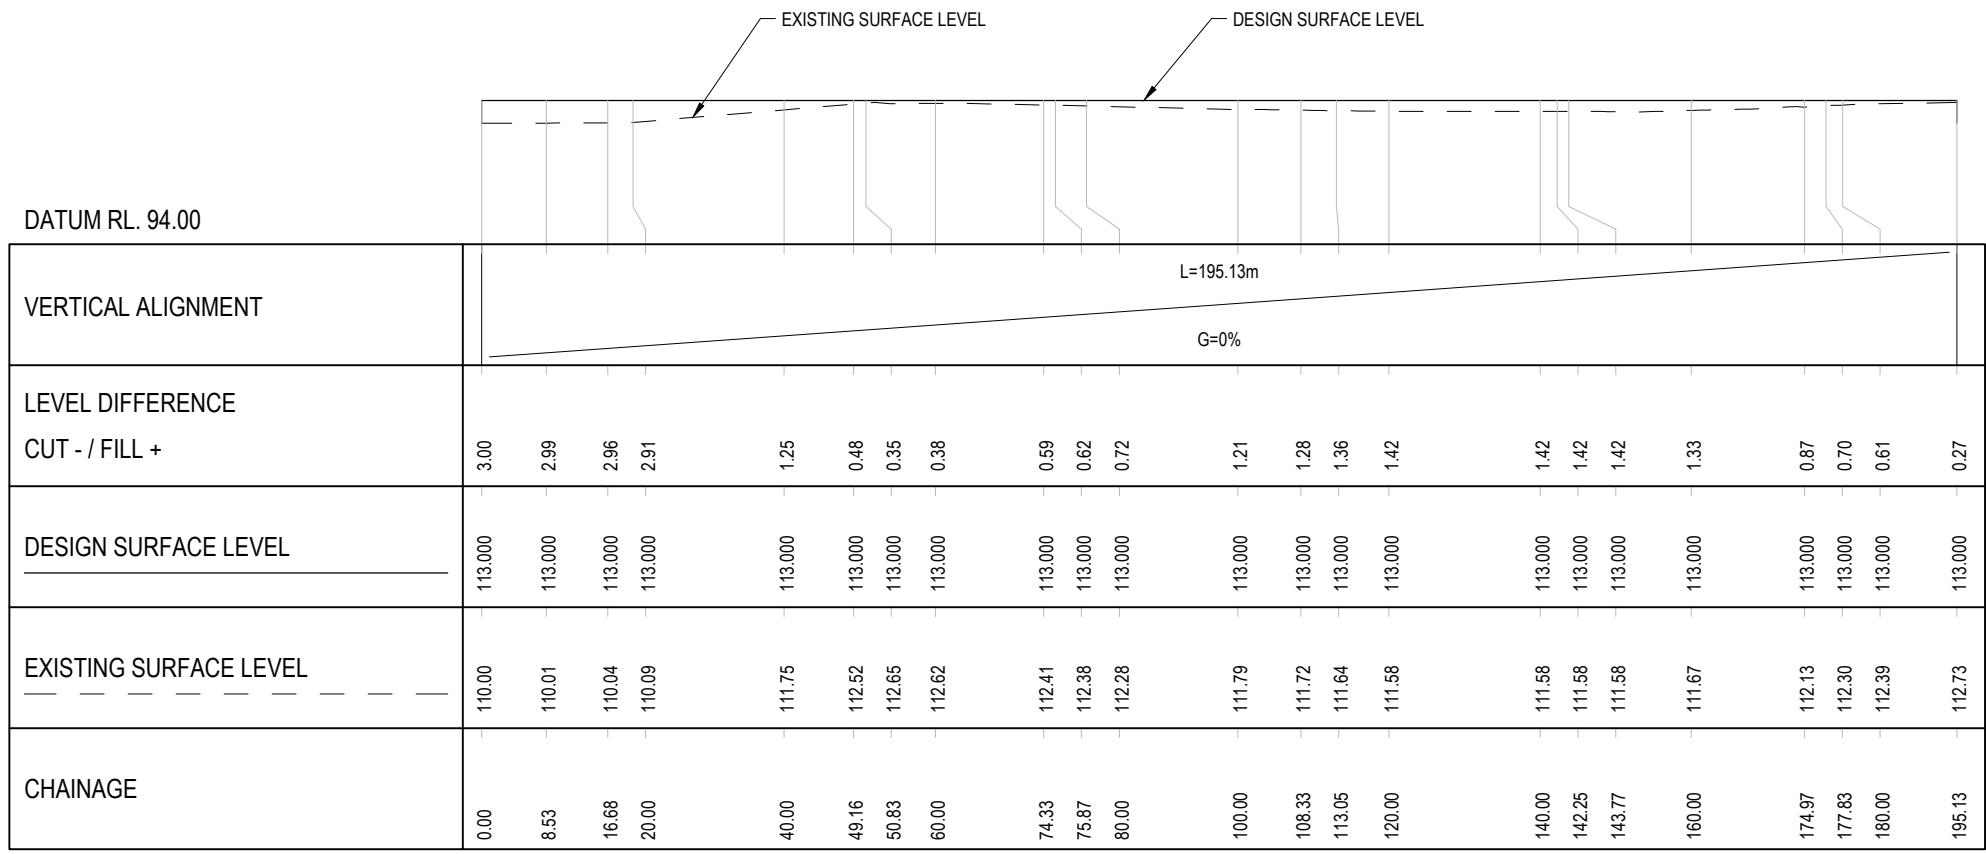 EXISTING SURFACE LEVEL
DESIGN SURFACE LEVEL
DATUM RL. 94.00
VERTICAL ALIGNMENT
L=195.13m
G=0%
LEVEL DIFFERENCE
CUT - / FILL +
3.00 2.99 2.96 2.91 1.25 0.48 0.35 0.38 0.59 0.62 0.72 1.21 1.28 1.36 1.42 1.42 1.42 1.42 1.33 0.87 0.70 0.61 0.27
DESIGN SURFACE LEVEL
113.000 113.000 113.000 113.000 113.000 113.000 113.000 113.000 113.000 113.000 113.000 113.000 113.000 113.000 113.000 113.000 113.000 113.000 113.000 113.000 113.000 113.000 113.000
EXISTING SURFACE LEVEL
110.00 110.01 110.04 110.09 111.75 112.52 112.65 112.62 112.41 112.38 112.28 111.79 111.72 111.64 111.58 111.58 111.58 111.58 111.67 112.13 112.30 112.39 112.73
CHAINAGE
0.00 8.53 16.68 20.00 40.00 49.16 50.83 60.00 74.33 75.87 80.00 100.00 108.33 113.05 120.00 140.00 142.25 143.77 160.00 174.97 177.83 180.00 195.13